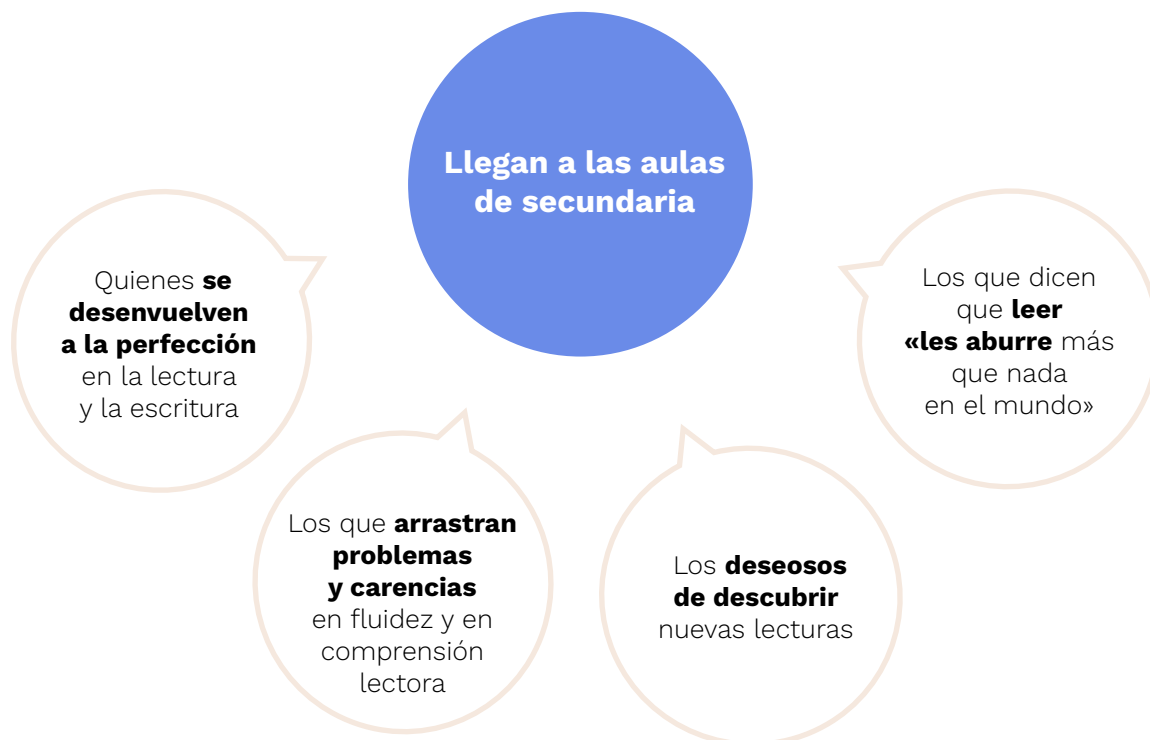 Llegan a las aulas
de secundaria
Quienes se
desenvuelven
a la perfección
en la lectura
y la escritura
Los que arrastran
problemas
y carencias
en fluidez y en
comprensión
lectora
Los deseosos
de descubrir
nuevas lecturas
Los que dicen
que leer
«les aburre más
que nada
en el mundo»